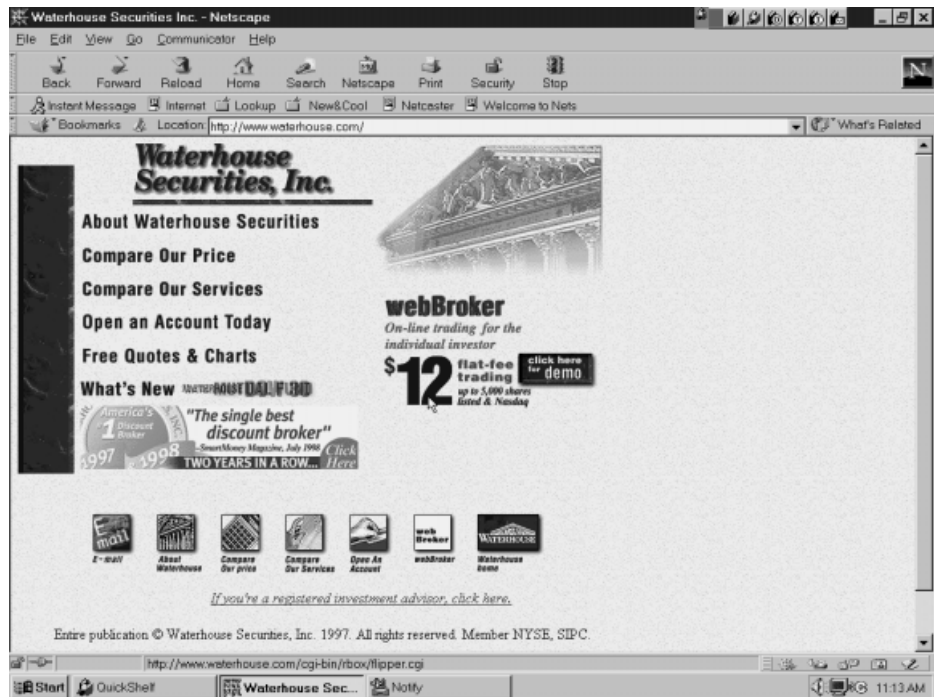 Waterhouse Securities Inc. - Netscape
File Edit View Go Communicator Help
Back Forward Reload Home Search Netscape Print Security Stop
Instant Message Internet Lookup New&Cool Netcaster Welcome to Nets
Bookmarks Location: http://www.waterhouse.com/ What's Related
Waterhouse
Securities, Inc.
About Waterhouse Securities
Compare Our Price
Compare Our Services
Open an Account Today
Free Quotes & Charts
What's New
America's
1 Discount
Broker
1997 1998
"The single best
discount broker"
–SmartMoney Magazine, July 1998
TWO YEARS IN A ROW...
Click
Here
webBroker
On-line trading for the
individual investor
$12 flat-fee
trading
up to 5,000 shares
listed & Nasdaq
click here
for demo
E-mail
E-mail
About
Waterhouse
Compare
Our price
Compare
Our Services
Open An
Account
web
Broker
webBroker
WATERHOUSE
Waterhouse
home
If you're a registered investment advisor, click here.
Entire publication © Waterhouse Securities, Inc. 1997. All rights reserved. Member NYSE, SIPC.
http://www.waterhouse.com/cgi-bin/rbox/flipper.cgi
Start QuickShelf Waterhouse Sec... Notify 11:13 AM